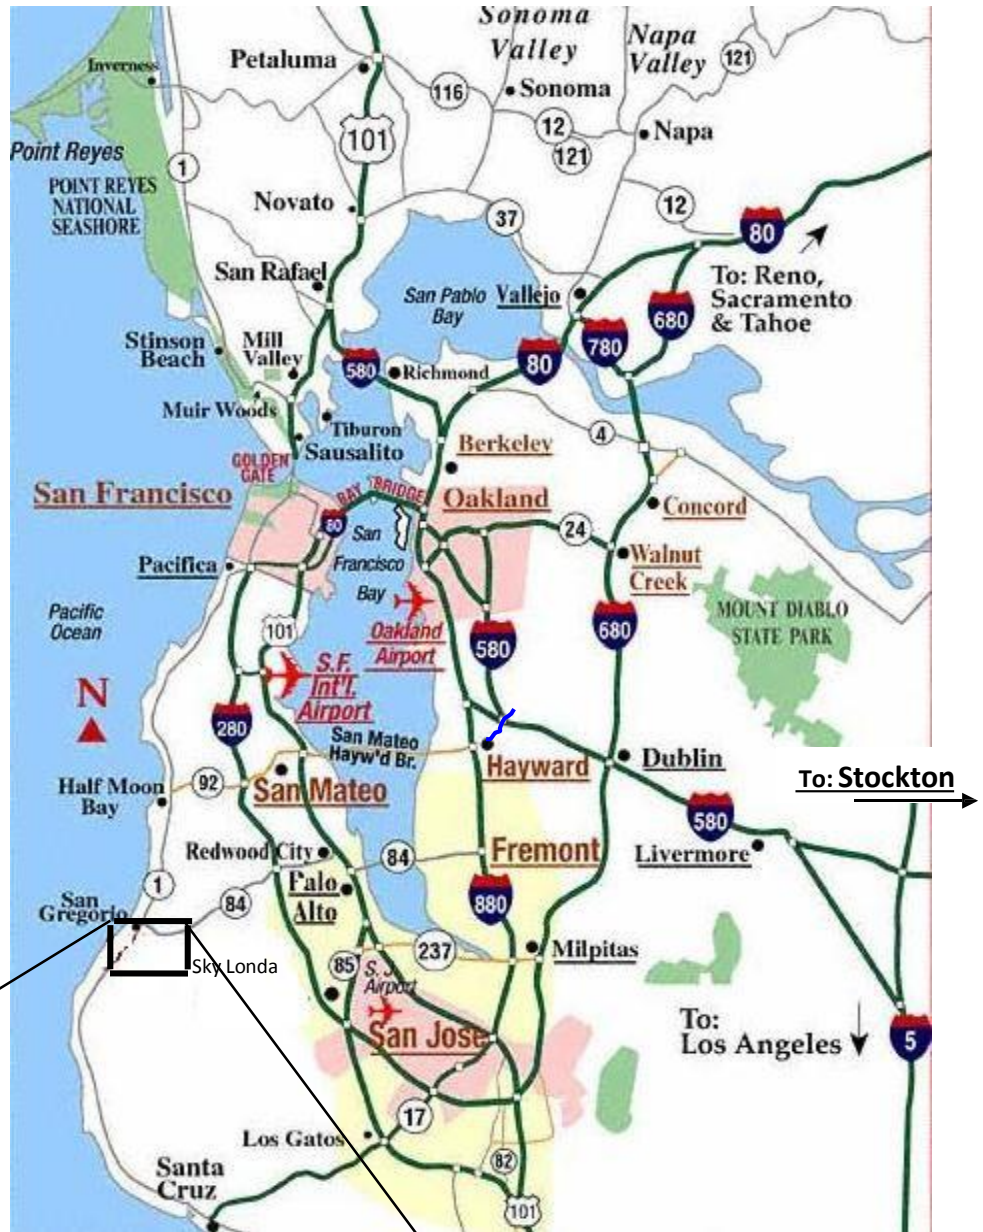 Sonoma
Valley
Napa
Valley
121
Inverness
Petaluma
116
Sonoma
12
121
Napa
101
Point Reyes
1
POINT REYES
NATIONAL
SEASHORE
Novato
37
12
80
San Rafael
San Pablo
Bay
Vallejo
680
To: Reno,
Sacramento
& Tahoe
Stinson
Beach
Mill
Valley
580
Richmond
80
780
Muir Woods
Tiburon
Sausalito
4
Berkeley
GOLDEN
GATE
San Francisco
BAY BRIDGE
Oakland
Concord
80
San
Francisco
Bay
24
Walnut
Creek
Pacifica
Pacific
Ocean
101
Oakland
Airport
580
680
MOUNT DIABLO
STATE PARK
N
S.F.
Int'l.
Airport
280
San Mateo
Hayw'd Br.
Hayward
Dublin
To: Stockton
Half Moon
Bay
92
San Mateo
580
Livermore
Redwood City
84
Fremont
Palo
Alto
1
San
Gregorio
84
880
Sky Londa
85
237
Milpitas
S. J.
Airport
San Jose
To:
Los Angeles
5
17
Los Gatos
82
Santa
Cruz
101